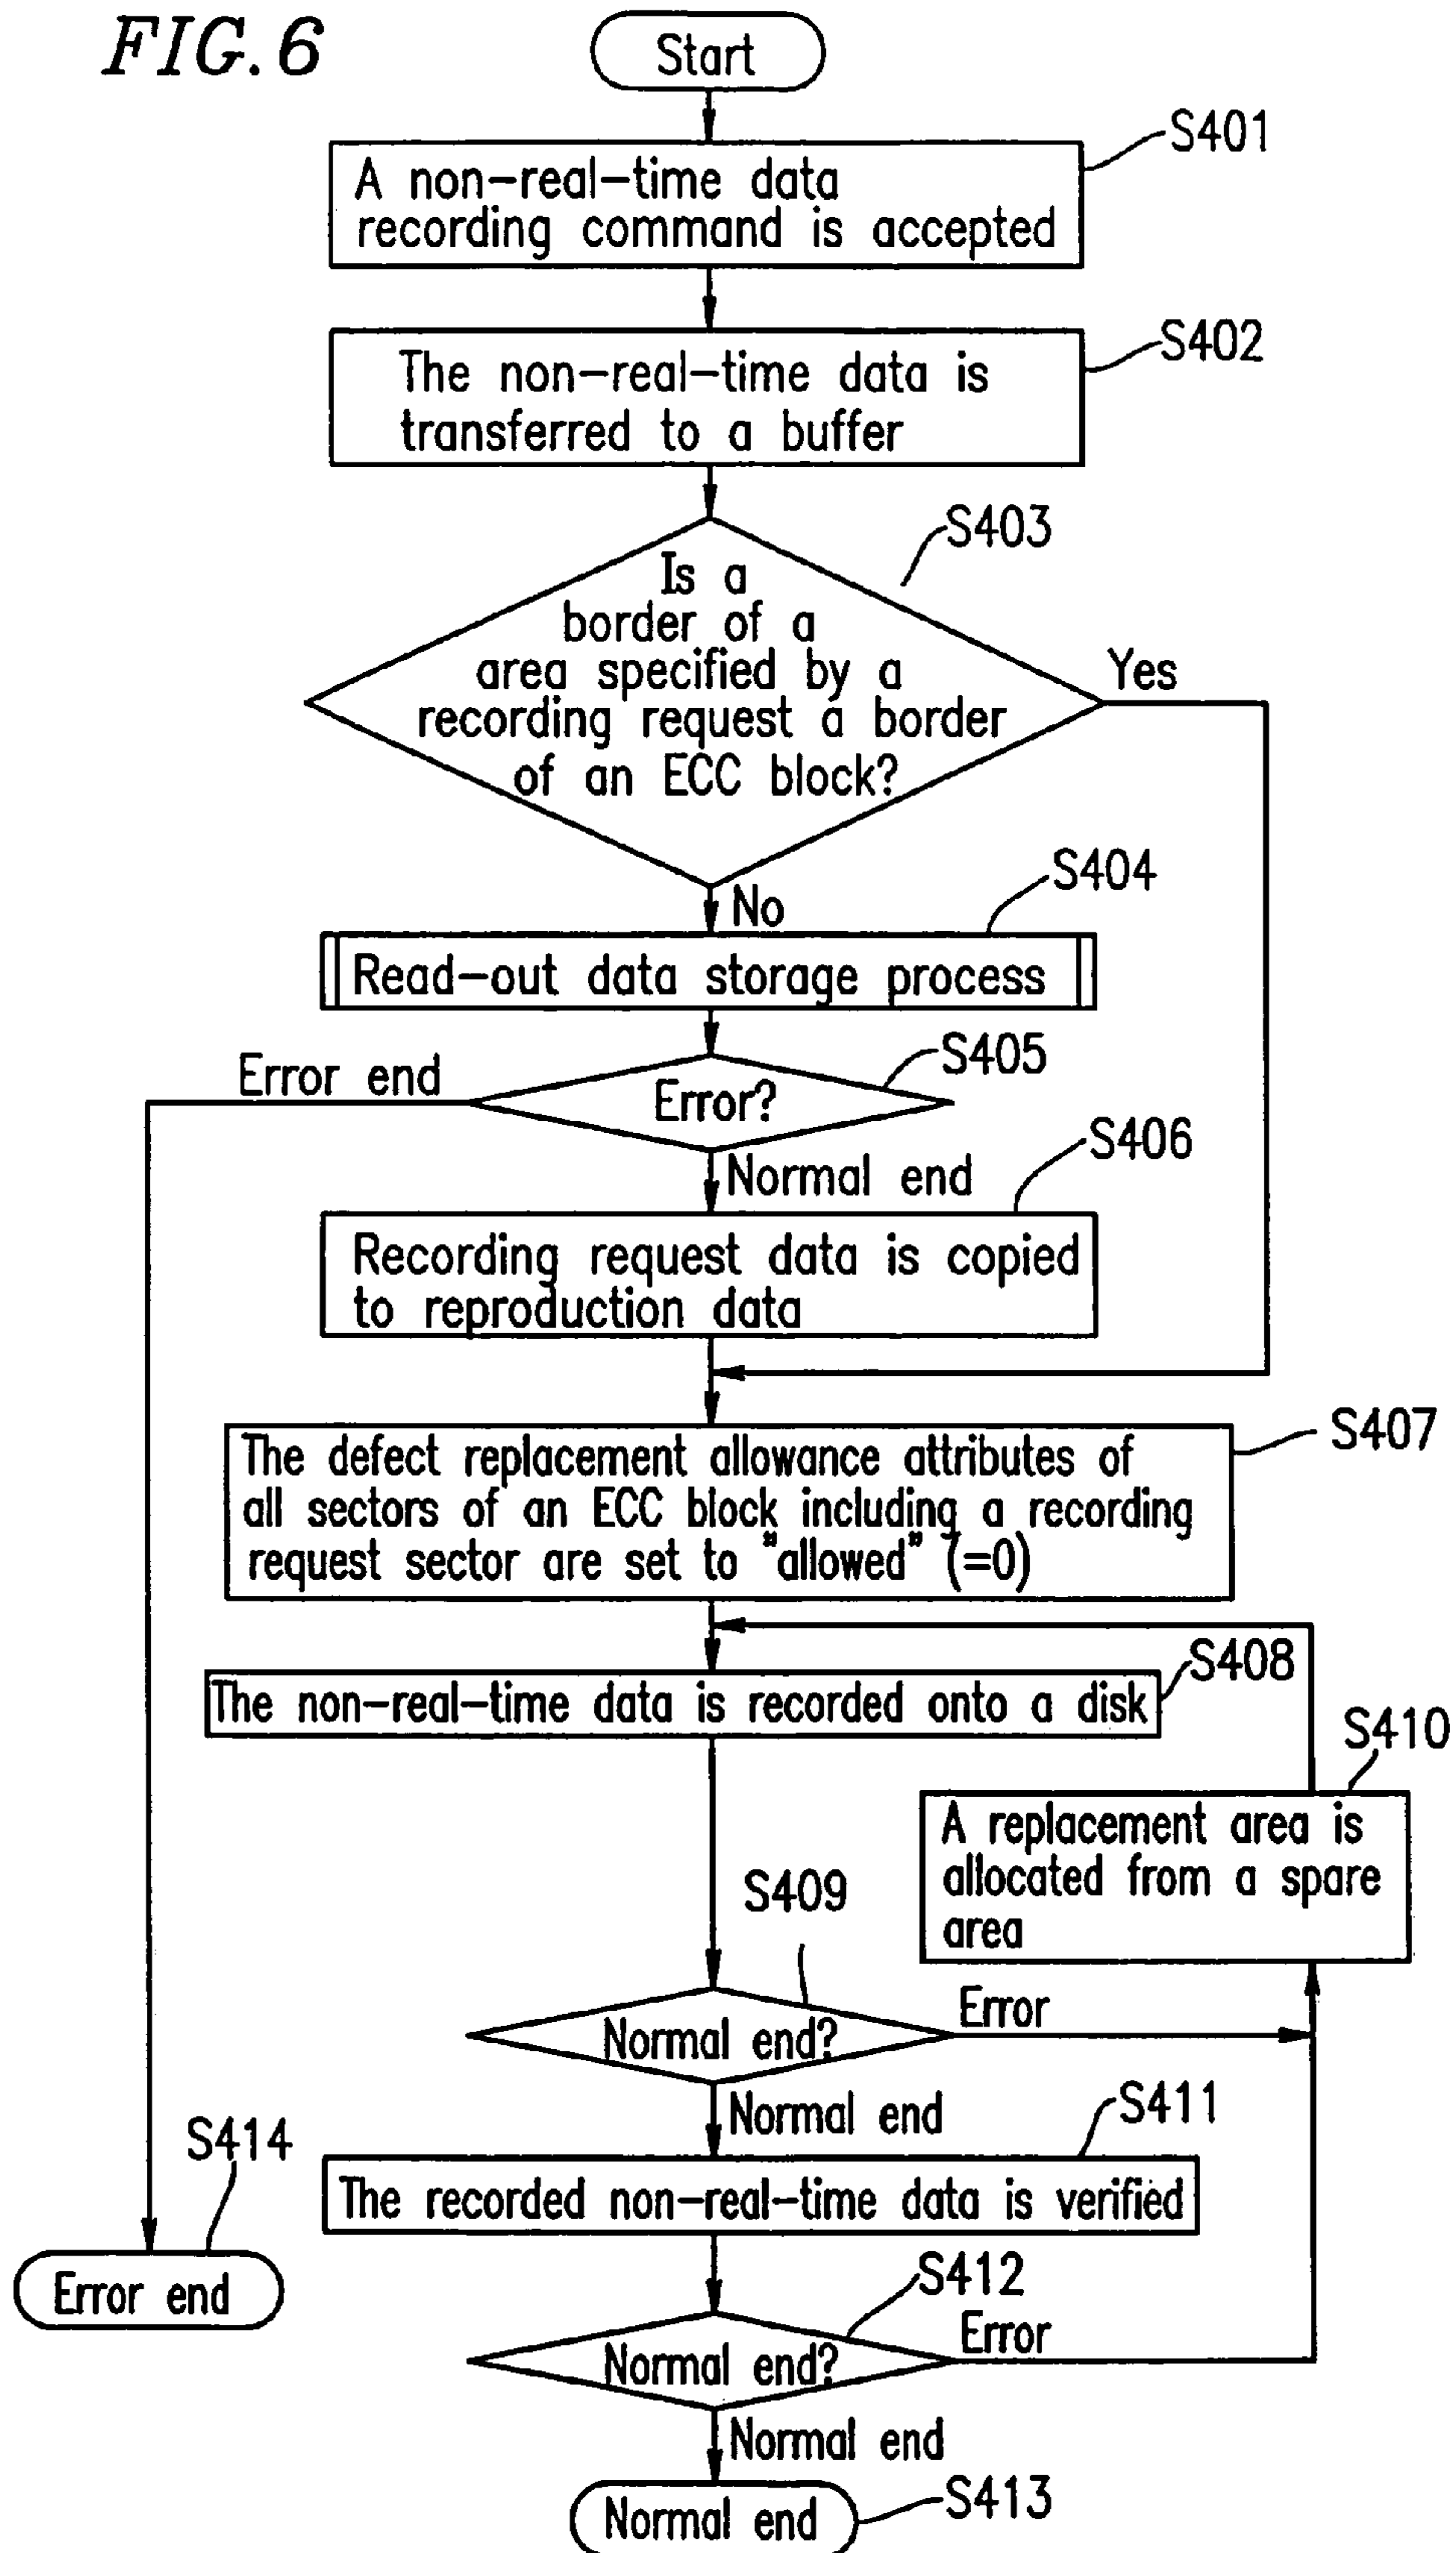 FIG. 6
Start
S401
A non-real-time data
recording command is accepted
S402
The non-real-time data is
transferred to a buffer
S403
Is a
border of a
area specified by a
recording request a border
of an ECC block?
Yes
No
S404
Read-out data storage process
S405
Error?
Error end
Normal end
S406
Recording request data is copied
to reproduction data
S407
The defect replacement allowance attributes of
all sectors of an ECC block including a recording
request sector are set to "allowed" (=0)
S408
The non-real-time data is recorded onto a disk
S410
A replacement area is
allocated from a spare
area
S409
Normal end?
Error
Normal end
S411
The recorded non-real-time data is verified
S412
Normal end?
Error
Normal end
S413
Normal end
S414
Error end